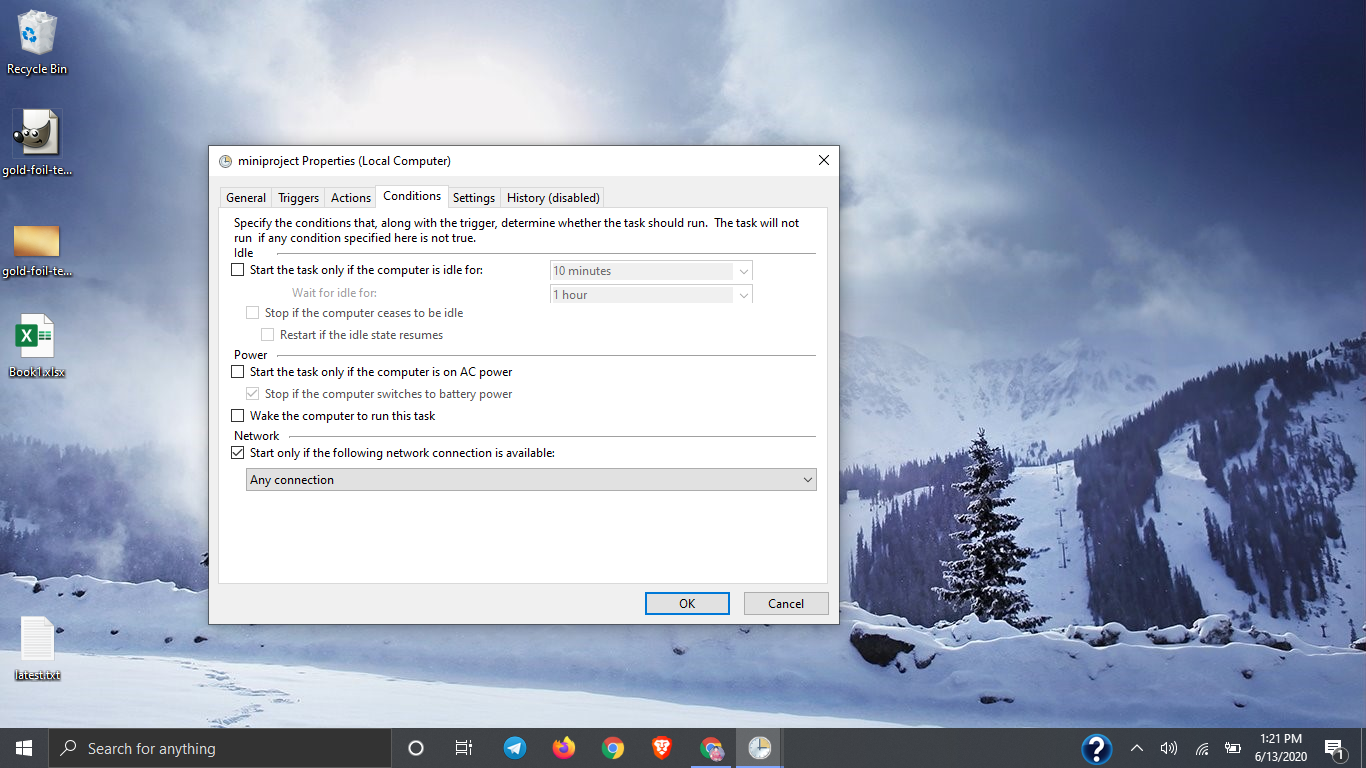 Recycle Bin
gold-foil-te...
gold-foil-te...
Book1.xlsx
latest.txt
miniproject Properties (Local Computer)
General Triggers Actions Conditions Settings History (disabled)
Specify the conditions that, along with the trigger, determine whether the task should run.  The task will not
run  if any condition specified here is not true.
Idle
Start the task only if the computer is idle for: 10 minutes
Wait for idle for: 1 hour
Stop if the computer ceases to be idle
Restart if the idle state resumes
Power
Start the task only if the computer is on AC power
Stop if the computer switches to battery power
Wake the computer to run this task
Network
Start only if the following network connection is available:
Any connection
OK Cancel
Search for anything
1:21 PM
6/13/2020
1